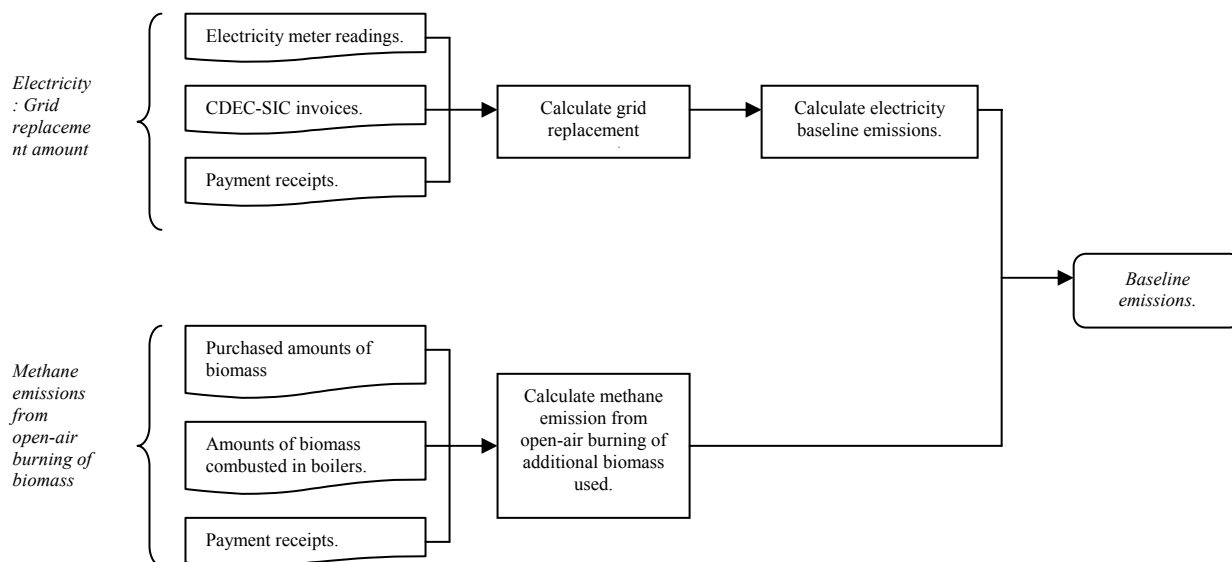 Electricity
: Grid
replaceme
nt amount
Electricity meter readings.
CDEC-SIC invoices.
Payment receipts.
Calculate grid
replacement
.
Calculate electricity
baseline emissions.
Baseline
emissions.
Methane
emissions
from
open-air
burning of
biomass
Purchased amounts of
biomass
Amounts of biomass
combusted in boilers.
Payment receipts.
Calculate methane
emission from
open-air burning of
additional biomass
used.